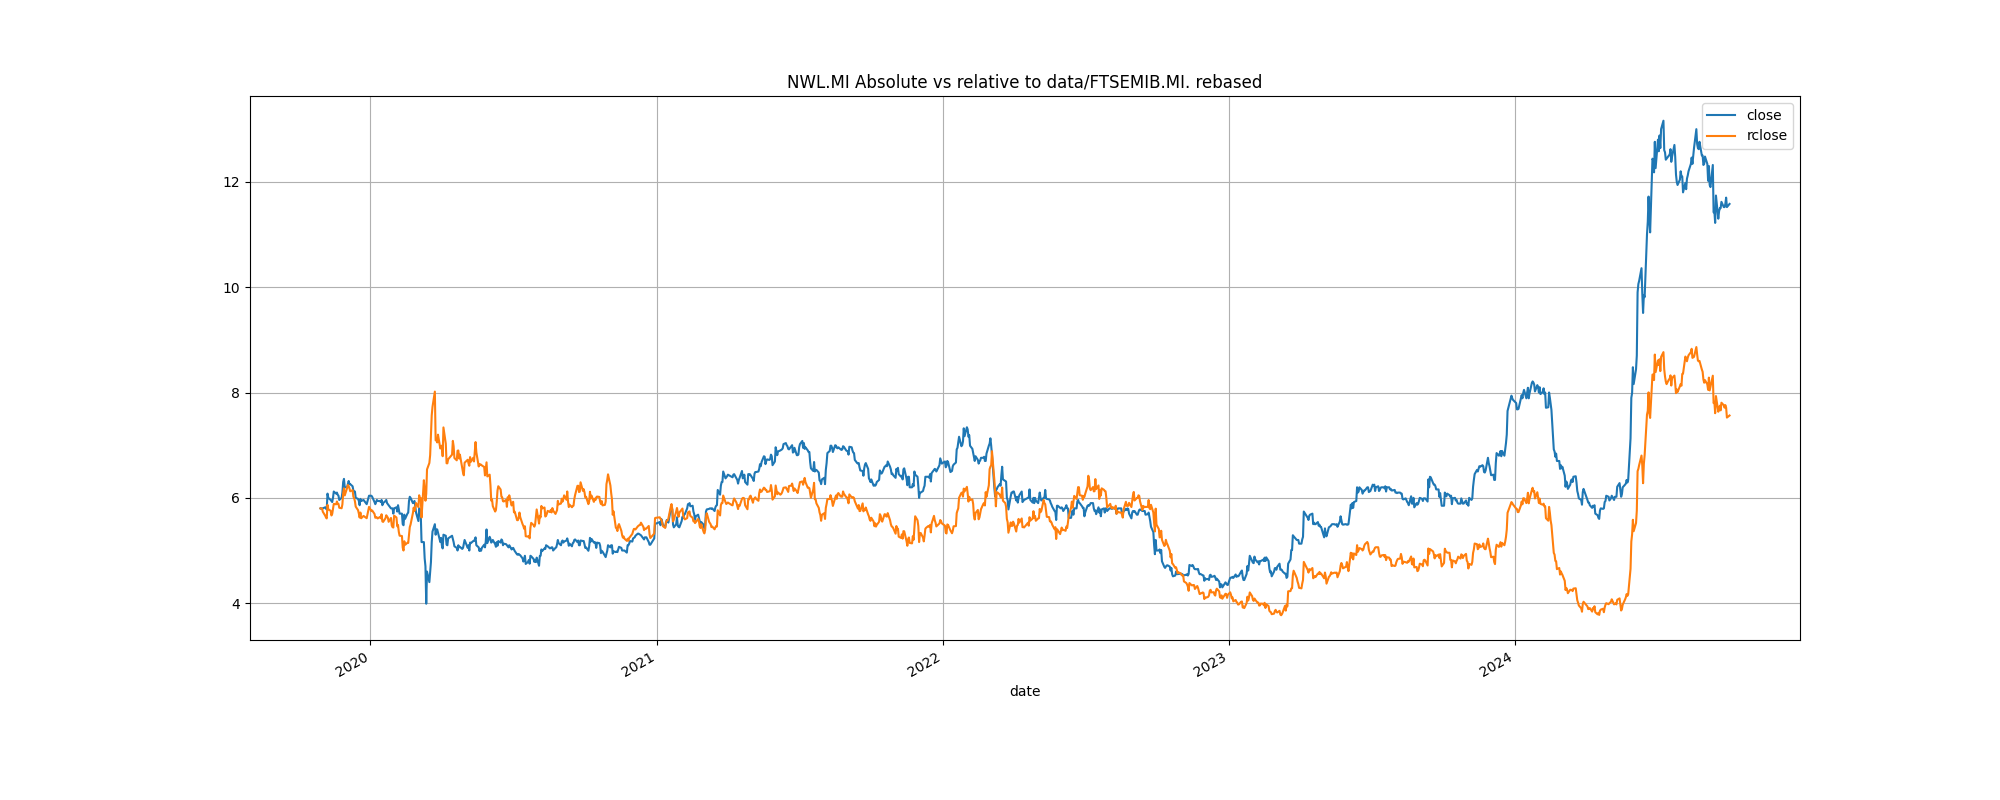 NWL.MI Absolute vs relative to data/FTSEMIB.MI. rebased
close
rclose
12
10
8
6
4
2020
2021
2022
2023
2024
date